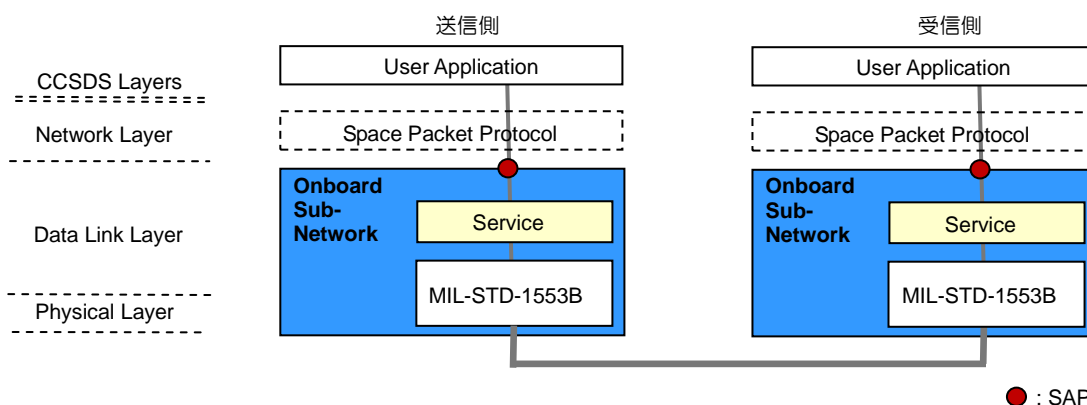 送信側
受信側
User Application
User Application
CCSDS Layers
Network Layer
Space Packet Protocol
Space Packet Protocol
Onboard
Sub-
Network
Onboard
Sub-
Network
Service
Service
Data Link Layer
MIL-STD-1553B
MIL-STD-1553B
Physical Layer
: SAP